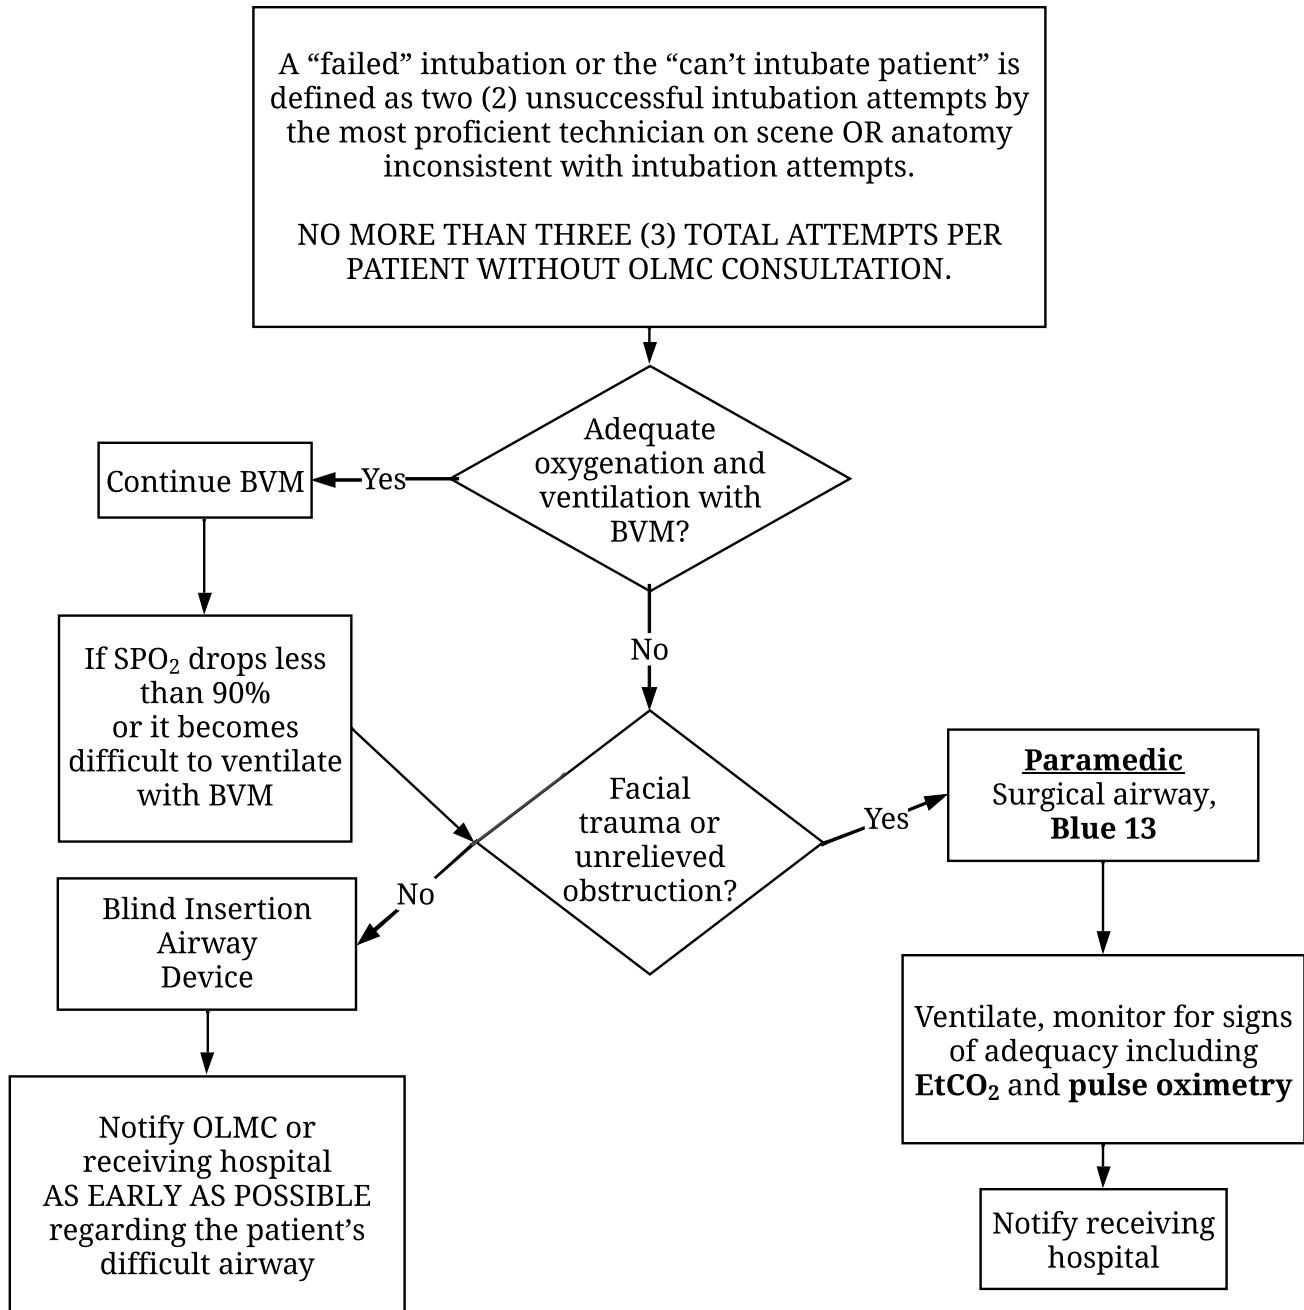 A “failed” intubation or the “can’t intubate patient” is
defined as two (2) unsuccessful intubation attempts by
the most proficient technician on scene OR anatomy
inconsistent with intubation attempts.
NO MORE THAN THREE (3) TOTAL ATTEMPTS PER
PATIENT WITHOUT OLMC CONSULTATION.
Adequate
oxygenation and
ventilation with
BVM?
Yes
Continue BVM
If SPO₂ drops less
than 90%
or it becomes
difficult to ventilate
with BVM
No
Facial
trauma or
unrelieved
obstruction?
Yes
Paramedic
Surgical airway,
Blue 13
No
Blind Insertion
Airway
Device
Ventilate, monitor for signs
of adequacy including
EtCO₂ and pulse oximetry
Notify OLMC or
receiving hospital
AS EARLY AS POSSIBLE
regarding the patient’s
difficult airway
Notify receiving
hospital